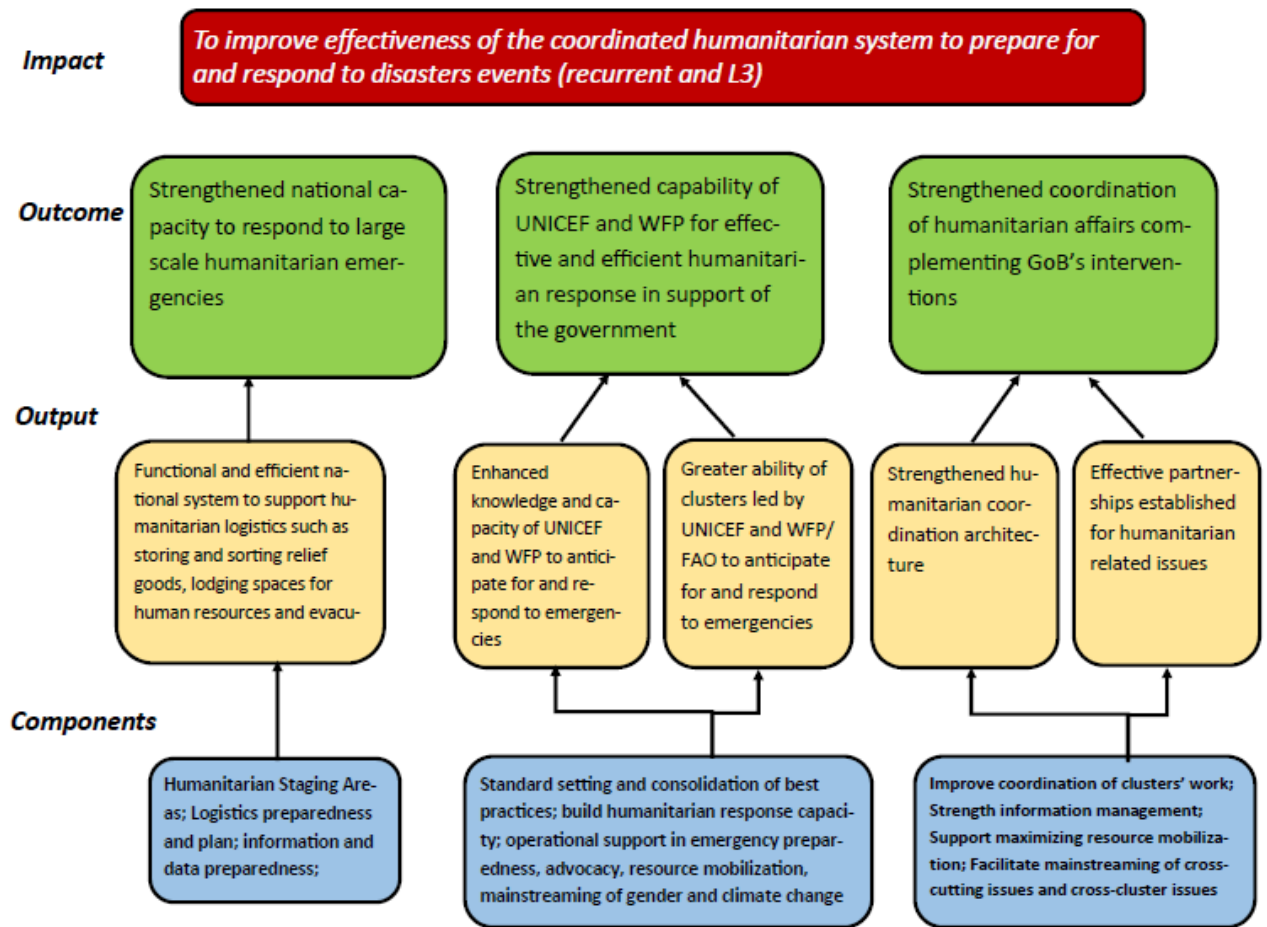 Impact
To improve effectiveness of the coordinated humanitarian system to prepare for
and respond to disasters events (recurrent and L3)
Outcome
Strengthened national ca-
pacity to respond to large
scale humanitarian emer-
gencies
Strengthened capability of
UNICEF and WFP for effec-
tive and efficient humanitari-
an response in support of
the government
Strengthened coordination
of humanitarian affairs com-
plementing GoB's interven-
tions
Output
Functional and efficient na-
tional system to support hu-
manitarian logistics such as
storing and sorting relief
goods, lodging spaces for
human resources and evacu-
Enhanced
knowledge and ca-
pacity of UNICEF
and WFP to antici-
pate for and re-
spond to emergen-
cies
Greater ability of
clusters led by
UNICEF and WFP/
FAO to anticipate
for and respond
to emergencies
Strengthened hu-
manitarian coor-
dination architec-
ture
Effective partner-
ships established
for humanitarian
related issues
Components
Humanitarian Staging Are-
as; Logistics preparedness
and plan; information and
data preparedness;
Standard setting and consolidation of best
practices; build humanitarian response capaci-
ty; operational support in emergency prepar-
edness, advocacy, resource mobilization,
mainstreaming of gender and climate change
Improve coordination of clusters' work;
Strength information management;
Support maximizing resource mobiliza-
tion; Facilitate mainstreaming of cross-
cutting issues and cross-cluster issues